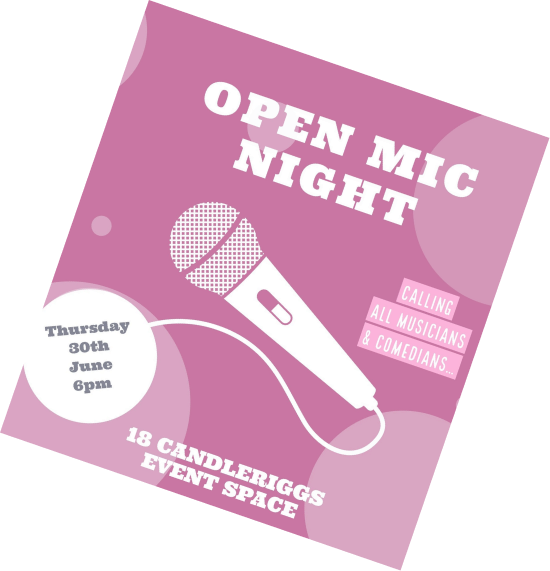 OPEN MIC
NIGHT
CALLING
ALL MUSICIANS
& COMEDIANS...
Thursday
30th
June
6pm
18 CANDLERIGGS
EVENT SPACE